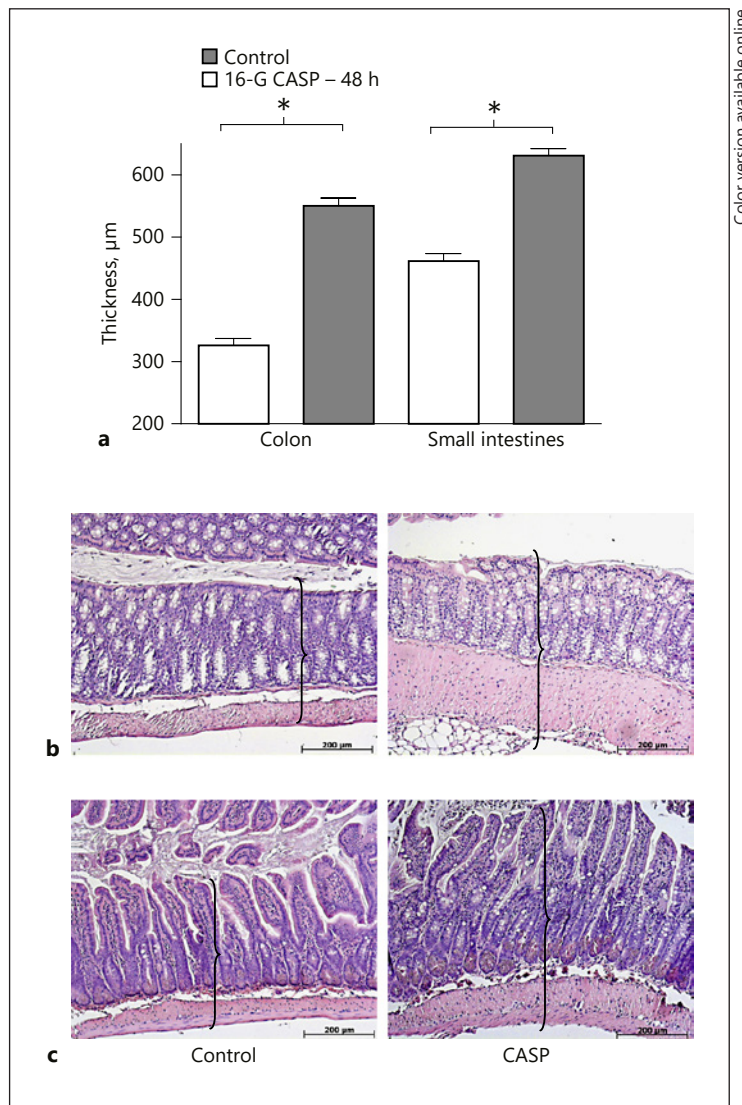 Color version available online
Control
16-G CASP – 48 h
*
*
Thickness, µm
600
500
400
300
200
a
Colon
Small intestines
200 µm
200 µm
b
200 µm
200 µm
c
Control
CASP